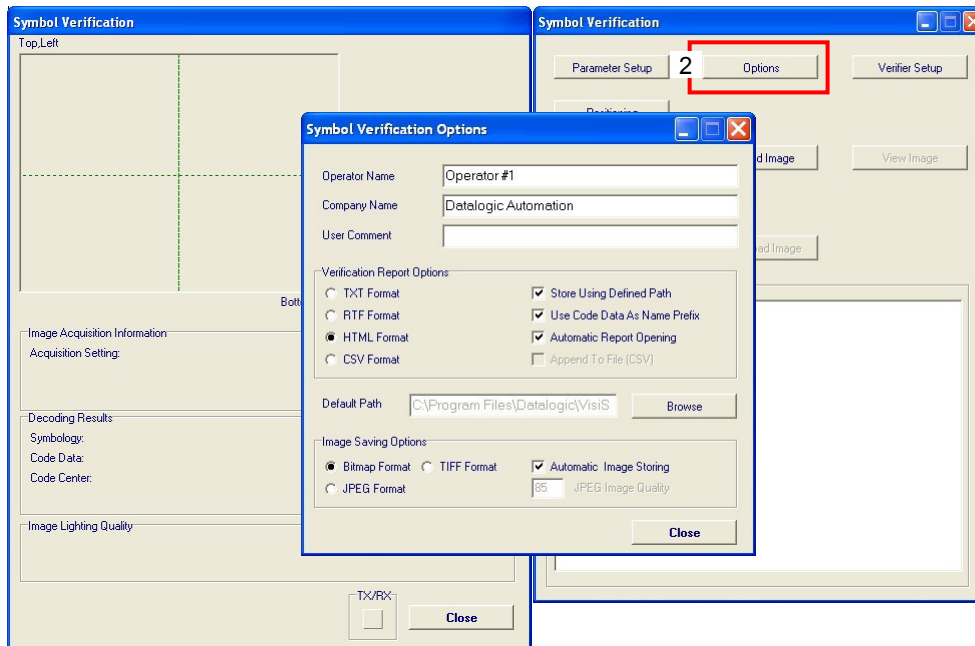 Symbol Verification
Top,Left
Image Acquisition Information
Acquisition Setting:
Decoding Results
Symbology:
Code Data:
Code Center:
Image Lighting Quality
TX/RX
Close
Symbol Verification
Parameter Setup
2
Options
Verifier Setup
View Image
Image
Image
Symbol Verification Options
Operator Name
Operator #1
Company Name
Datalogic Automation
User Comment
Verification Report Options
TXT Format
Store Using Defined Path
RTF Format
Use Code Data As Name Prefix
HTML Format
Automatic Report Opening
CSV Format
Append To File (CSV)
Default Path
C:\Program Files\Datalogic\VisiS
Browse
Image Saving Options
Bitmap Format
TIFF Format
Automatic Image Storing
JPEG Format
85
JPEG Image Quality
Close